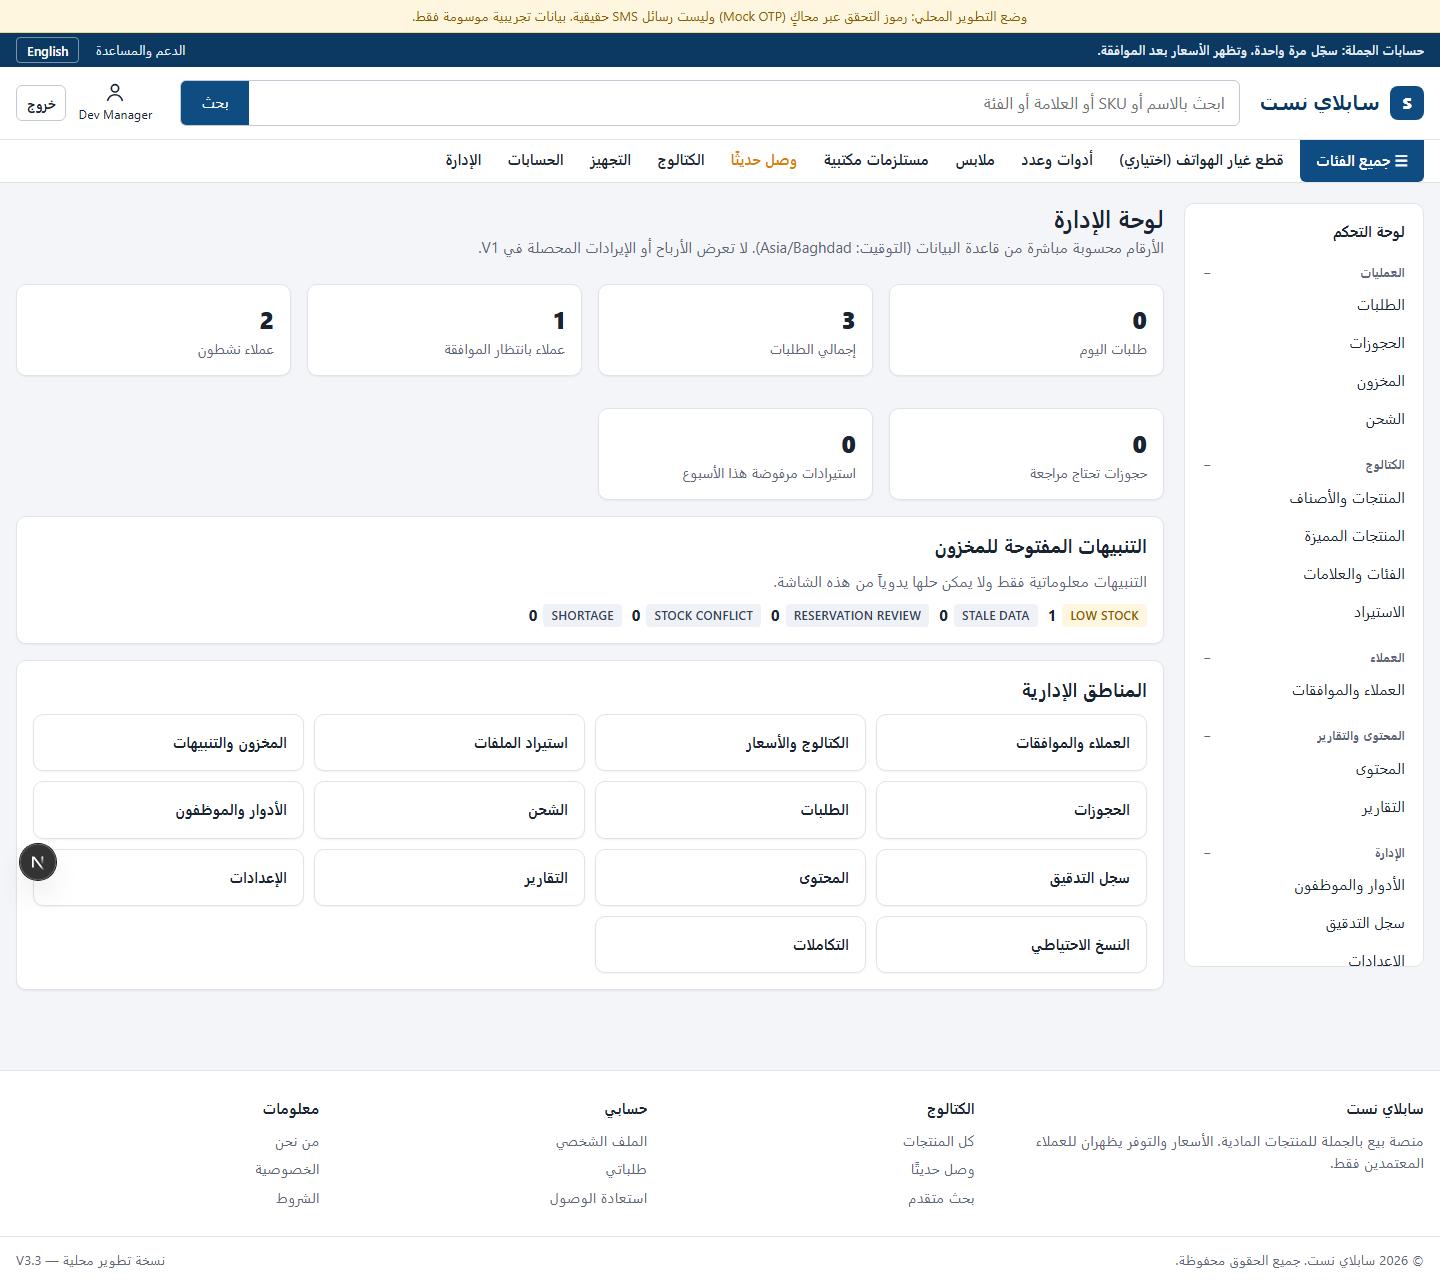 وضع التطوير المحلي: رموز التحقق عبر محاكٍ (Mock OTP) وليست رسائل SMS حقيقية. بيانات تجريبية موسومة فقط.
حسابات الجملة: سجّل مرة واحدة، وتظهر الأسعار بعد الموافقة.
الدعم والمساعدة
English
S
سابلاي نست
ابحث بالاسم أو SKU أو العلامة أو الفئة
بحث
Dev Manager
خروج
☰ جميع الفئات
قطع غيار الهواتف (اختياري)
أدوات وعدد
ملابس
مستلزمات مكتبية
وصل حديثًا
الكتالوج
التجهيز
الحسابات
الإدارة
لوحة التحكم
العمليات –
الطلبات
الحجوزات
المخزون
الشحن
الكتالوج –
المنتجات والأصناف
المنتجات المميزة
الفئات والعلامات
الاستيراد
العملاء –
العملاء والموافقات
المحتوى والتقارير –
المحتوى
التقارير
الإدارة –
الأدوار والموظفون
سجل التدقيق
الإعدادات
لوحة الإدارة
الأرقام محسوبة مباشرة من قاعدة البيانات (التوقيت: Asia/Baghdad). لا تعرض الأرباح أو الإيرادات المحصلة في V1.
0
طلبات اليوم
3
إجمالي الطلبات
1
عملاء بانتظار الموافقة
2
عملاء نشطون
0
حجوزات تحتاج مراجعة
0
استيرادات مرفوضة هذا الأسبوع
التنبيهات المفتوحة للمخزون
التنبيهات معلوماتية فقط ولا يمكن حلها يدوياً من هذه الشاشة.
LOW STOCK 1 STALE DATA 0 RESERVATION REVIEW 0 STOCK CONFLICT 0 SHORTAGE 0
المناطق الإدارية
العملاء والموافقات
الكتالوج والأسعار
استيراد الملفات
المخزون والتنبيهات
الحجوزات
الطلبات
الشحن
الأدوار والموظفون
سجل التدقيق
المحتوى
التقارير
الإعدادات
النسخ الاحتياطي
التكاملات
N
سابلاي نست
منصة بيع بالجملة للمنتجات المادية. الأسعار والتوفر يظهران للعملاء
المعتمدين فقط.
الكتالوج
كل المنتجات
وصل حديثًا
بحث متقدم
حسابي
الملف الشخصي
طلباتي
استعادة الوصول
معلومات
من نحن
الخصوصية
الشروط
© 2026 سابلاي نست. جميع الحقوق محفوظة.
نسخة تطوير محلية — V3.3